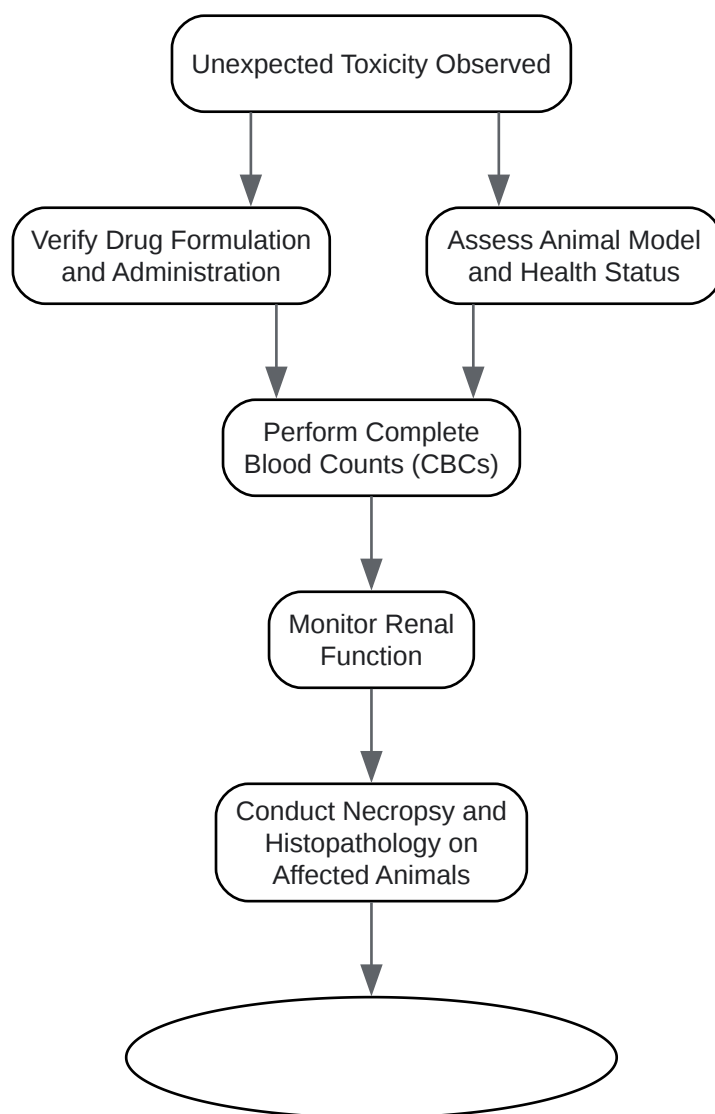 Unexpected Toxicity Observed
Verify Drug Formulation
and Administration
Assess Animal Model
and Health Status
Perform Complete
Blood Counts (CBCs)
Monitor Renal
Function
Conduct Necropsy and
Histopathology on
Affected Animals